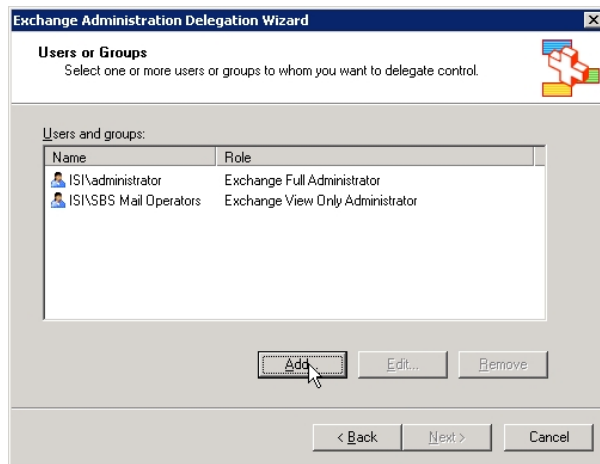 Exchange Administration Delegation Wizard
Users or Groups
Select one or more users or groups to whom you want to delegate control.
Users and groups:
Name Role
ISI\administrator Exchange Full Administrator
ISI\SBS Mail Operators Exchange View Only Administrator
Add... Edit... Remove
< Back Next > Cancel